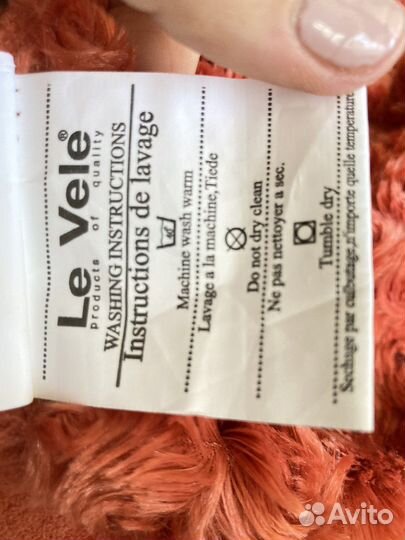 Le Vele®
products of quality
WASHING INSTRUCTIONS
Instructions de lavage
Machine wash warm
Lavage a la machine,Tiede
Do not dry clean
Ne pas nettoyer a sec.
Tumble dry
Sechage par culbutage,n'importe quelle temperature
Avito